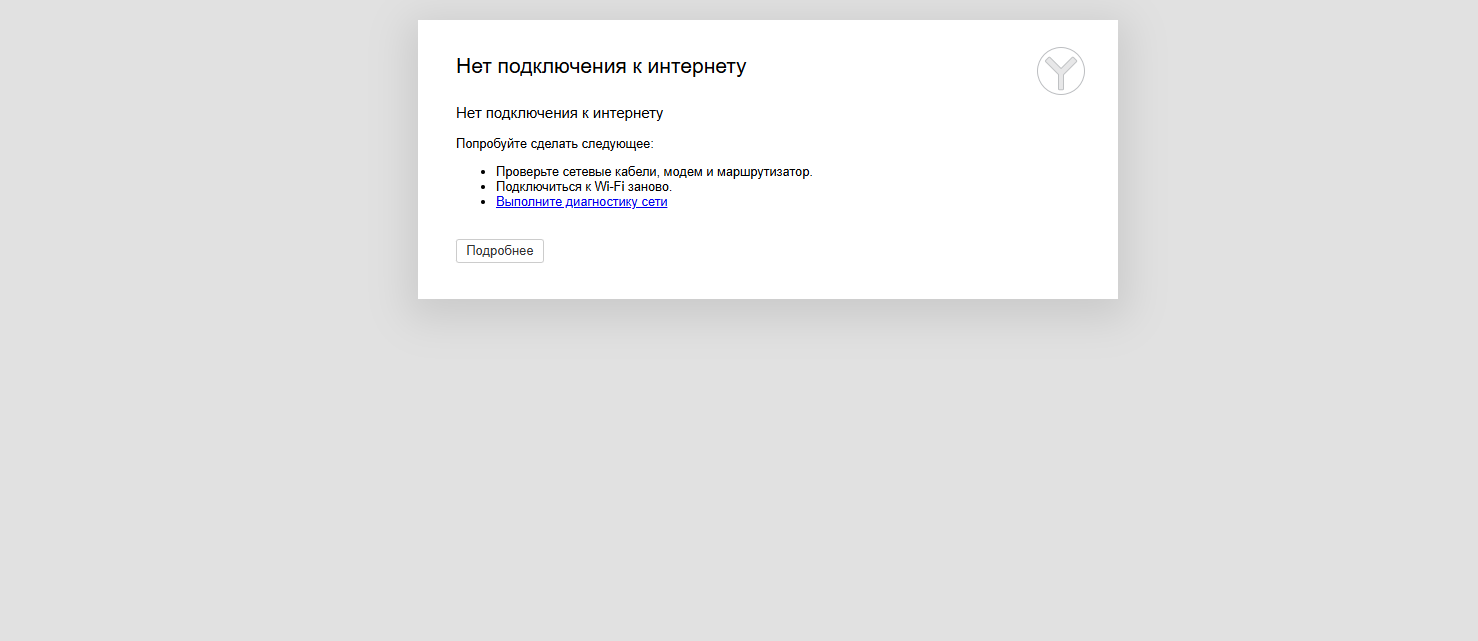 Нет подключения к интернету
Нет подключения к интернету
Попробуйте сделать следующее:
Проверьте сетевые кабели, модем и маршрутизатор.
Подключиться к Wi-Fi заново.
Выполните диагностику сети
Подробнее